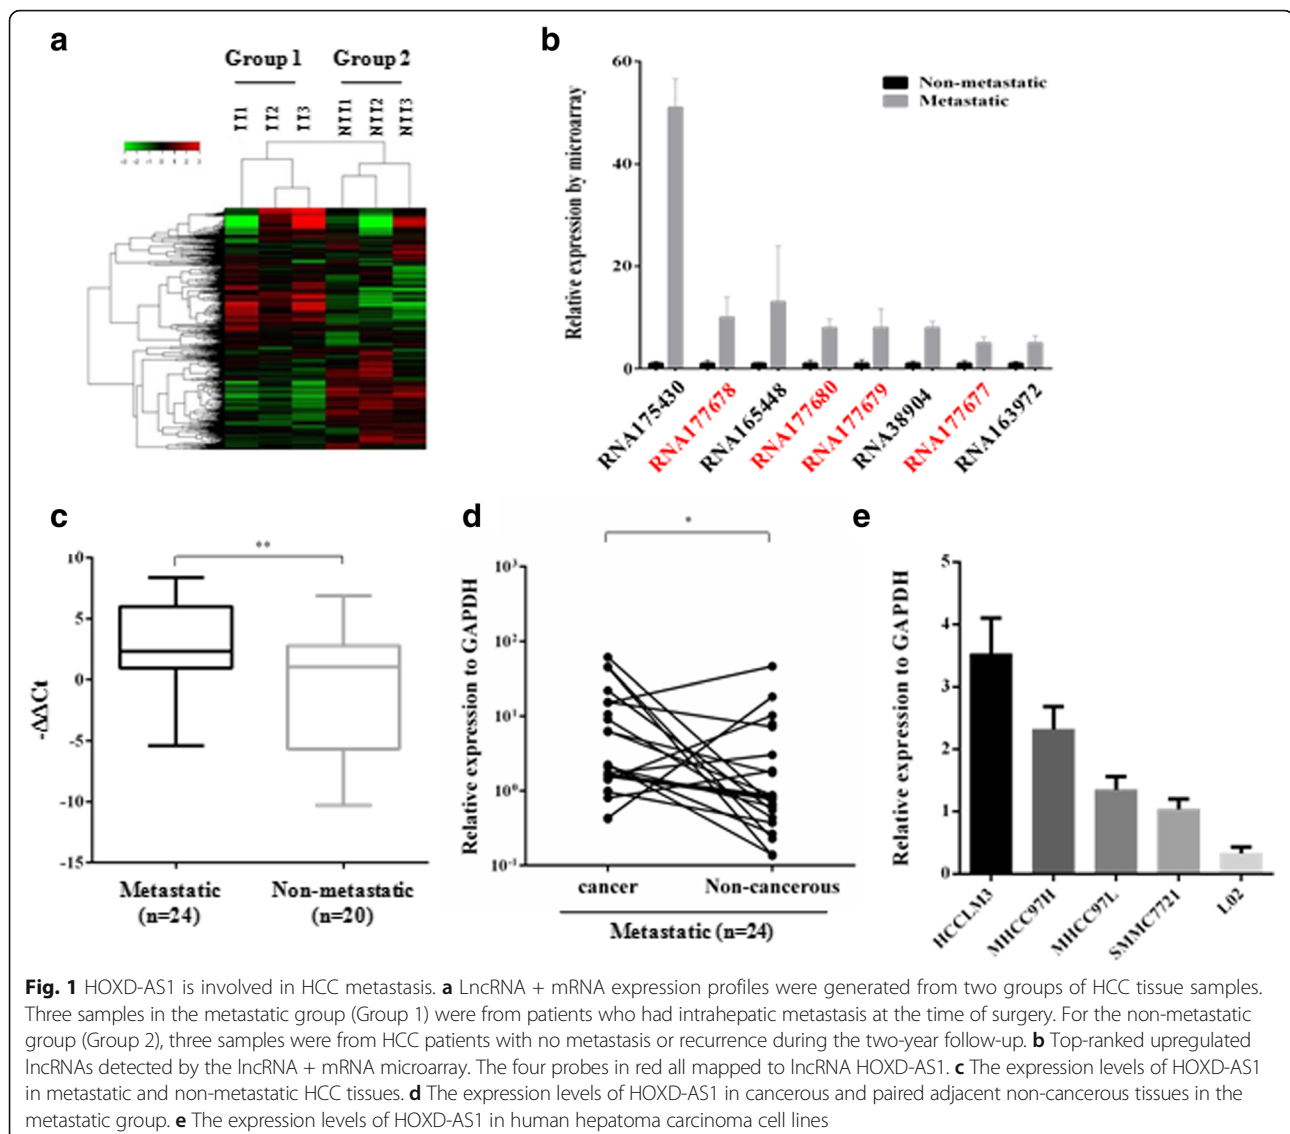 a
Group 1
Group 2
TT1
TT2
TT3
NTT1
NTT2
NTT3
-3 -2 -1 0 1 2 3
b
Relative expression by microarray
60
40
20
0
Non-metastatic
Metastatic
RNA175430
RNA177678
RNA165448
RNA177680
RNA177679
RNA38904
RNA177677
RNA163972
c
-ΔΔCt
10
5
0
-5
-10
-15
**
Metastatic
(n=24)
Non-metastatic
(n=20)
d
Relative expression to GAPDH
10³
10²
10¹
10⁰
10⁻¹
*
cancer
Non-cancerous
Metastatic (n=24)
e
Relative expression to GAPDH
5
4
3
2
1
0
HCCLM3
MHCC97H
MHCC97L
SMMC7721
L02
Fig. 1 HOXD-AS1 is involved in HCC metastasis. a LncRNA + mRNA expression profiles were generated from two groups of HCC tissue samples.
Three samples in the metastatic group (Group 1) were from patients who had intrahepatic metastasis at the time of surgery. For the non-metastatic
group (Group 2), three samples were from HCC patients with no metastasis or recurrence during the two-year follow-up. b Top-ranked upregulated
lncRNAs detected by the lncRNA + mRNA microarray. The four probes in red all mapped to lncRNA HOXD-AS1. c The expression levels of HOXD-AS1
in metastatic and non-metastatic HCC tissues. d The expression levels of HOXD-AS1 in cancerous and paired adjacent non-cancerous tissues in the
metastatic group. e The expression levels of HOXD-AS1 in human hepatoma carcinoma cell lines